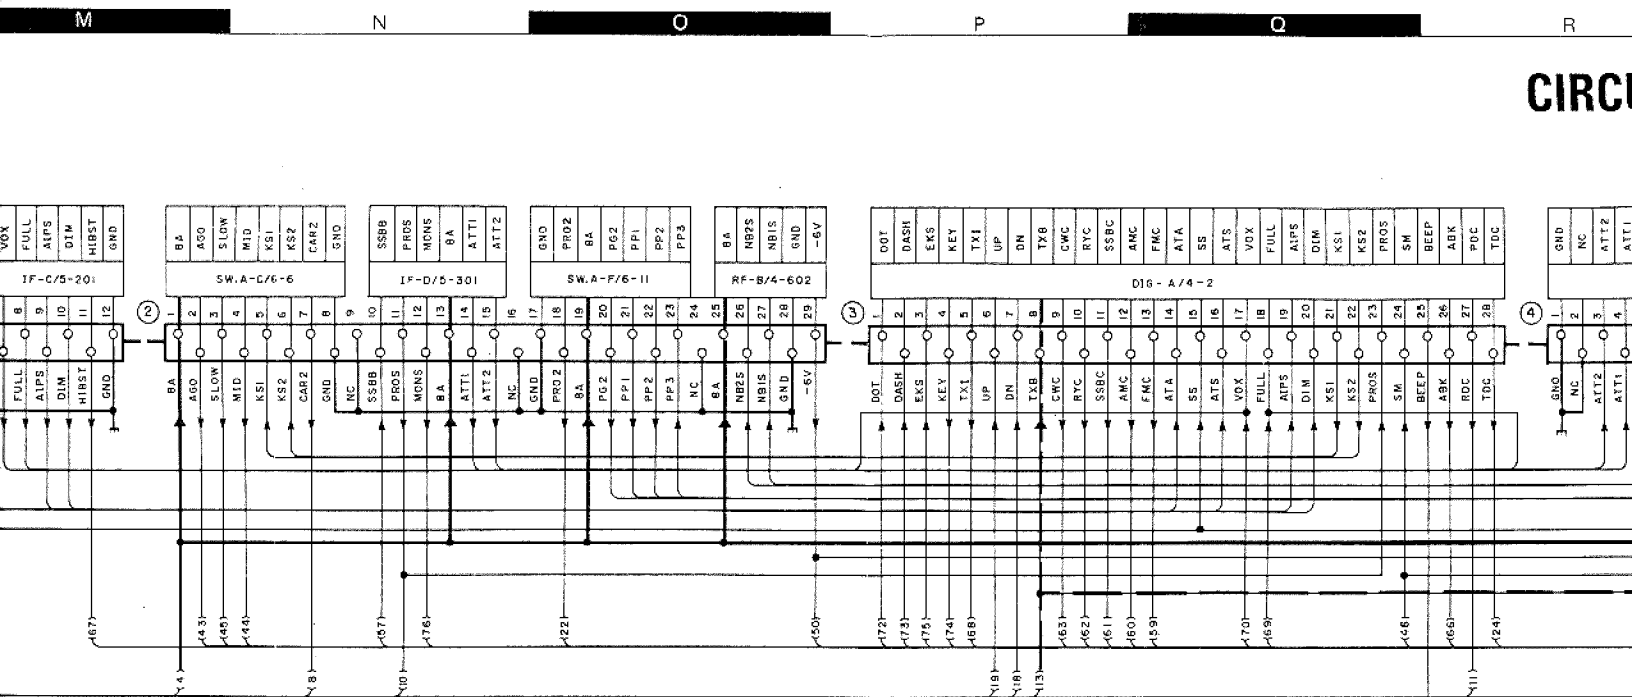 M N O P Q R
CIRCU
VOX FULL AIPS DIM HIBST GND
8A AGO SLOW MID KS1 KS2 CAR2 GND
SSBB PROS MONS 8A ATT1 ATT2
GND PRO2 8A PG2 PP1 PP2 PP3
8A NB2S NB1S GND -6V
DOT DASH EKS KEY TX1 UP DN TXB CWC RYC SSBC AMC FMC ATA SS ATS VOX FULL AIPS DIM KS1 KS2 PROS SM BEEP ABK PDC TDC
GND NC ATT2 ATT1
IF-C/5-201
SW.A-C/6-6
IF-D/5-301
SW.A-F/6-11
RF-B/4-602
DIG-A/4-2
8 9 10 11 12
② 1 2 3 4 5 6 7 8 9 10 11 12 13 14 15 16 17 18 19 20 21 22 23 24 25 26 27 28 29
③ 1 2 3 4 5 6 7 8 9 10 11 12 13 14 15 16 17 18 19 20 21 22 23 24 25 26 27 28
④ 1 2 3 4
FULL AIPS DIM HIBST GND
8A AGO SLOW MID KS1 KS2 CAR2 GND NC SSBB PROS MONS 8A ATT1 ATT2 NC GND PRO2 8A PG2 PP1 PP2 PP3 NC 8A NB2S NB1S GND -6V
DOT DASH EKS KEY TX1 UP DN TXB CWC RYC SSBC AMC FMC ATA SS ATS VOX FULL AIPS DIM KS1 KS2 PROS SM BEEP ABK RDC TDC
GND NC ATT2 ATT1
(67) (43) (45) (44) (57) (76) (22) (50) (72) (73) (75) (74) (68) (63) (62) (61) (60) (59) (70) (69) (46) (66) (24)
4 (8) (10) (19) (18) (13) (11)